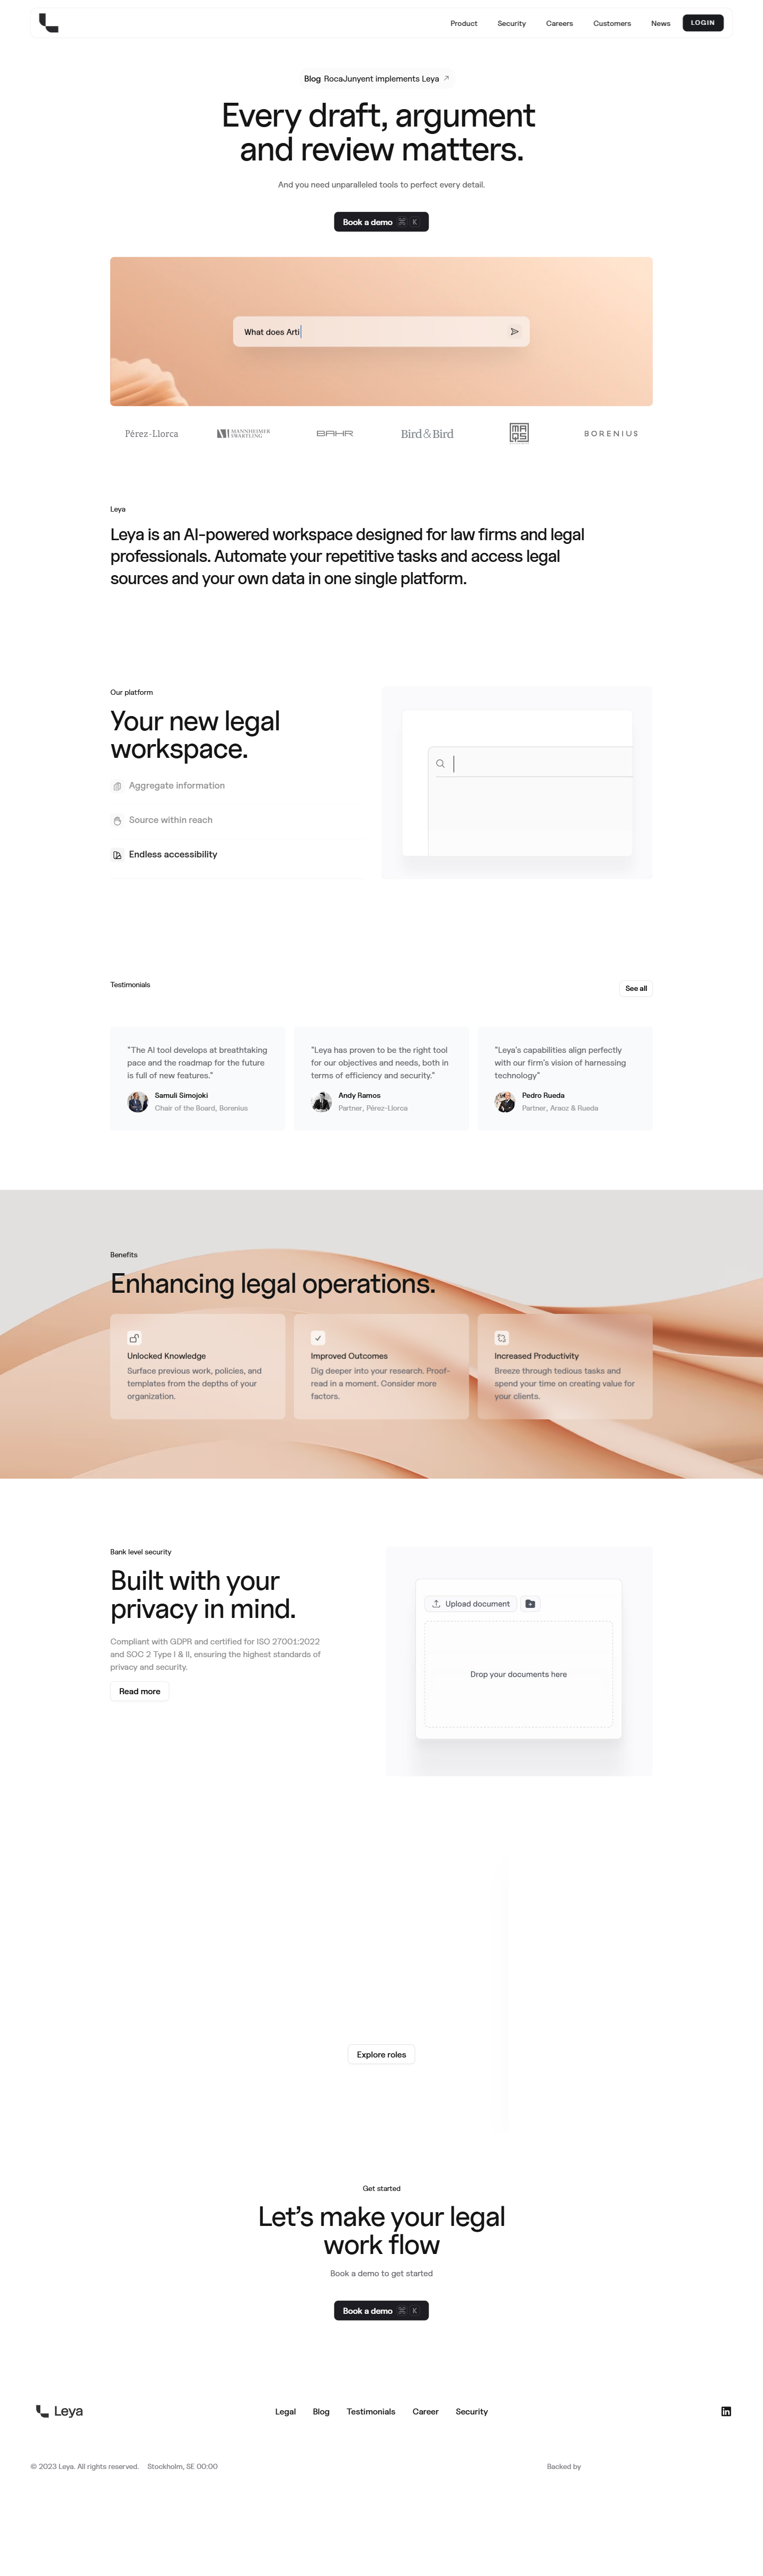 Product Security Careers Customers News LOGIN
Blog RocaJunyent implements Leya
Every draft, argument
and review matters.
And you need unparalleled tools to perfect every detail.
Book a demo ⌘ K
What does Arti
Pérez-Llorca
MANNHEIMER
SWARTLING
BAHR
Bird&Bird
MAQS
BORENIUS
Leya
Leya is an AI-powered workspace designed for law firms and legal
professionals. Automate your repetitive tasks and access legal
sources and your own data in one single platform.
Our platform
Your new legal
workspace.
Aggregate information
Source within reach
Endless accessibility
Testimonials
See all
"The AI tool develops at breathtaking
pace and the roadmap for the future
is full of new features."
Samuli Simojoki
Chair of the Board, Borenius
"Leya has proven to be the right tool
for our objectives and needs, both in
terms of efficiency and security."
Andy Ramos
Partner, Pérez-Llorca
"Leya's capabilities align perfectly
with our firm's vision of harnessing
technology"
Pedro Rueda
Partner, Araoz & Rueda
Benefits
Enhancing legal operations.
Unlocked Knowledge
Surface previous work, policies, and
templates from the depths of your
organization.
Improved Outcomes
Dig deeper into your research. Proof-
read in a moment. Consider more
factors.
Increased Productivity
Breeze through tedious tasks and
spend your time on creating value for
your clients.
Bank level security
Built with your
privacy in mind.
Compliant with GDPR and certified for ISO 27001:2022
and SOC 2 Type I & II, ensuring the highest standards of
privacy and security.
Read more
Upload document
Drop your documents here
Explore roles
Get started
Let's make your legal
work flow
Book a demo to get started
Book a demo ⌘ K
Leya
Legal Blog Testimonials Career Security
© 2023 Leya. All rights reserved. Stockholm, SE 00:00
Backed by